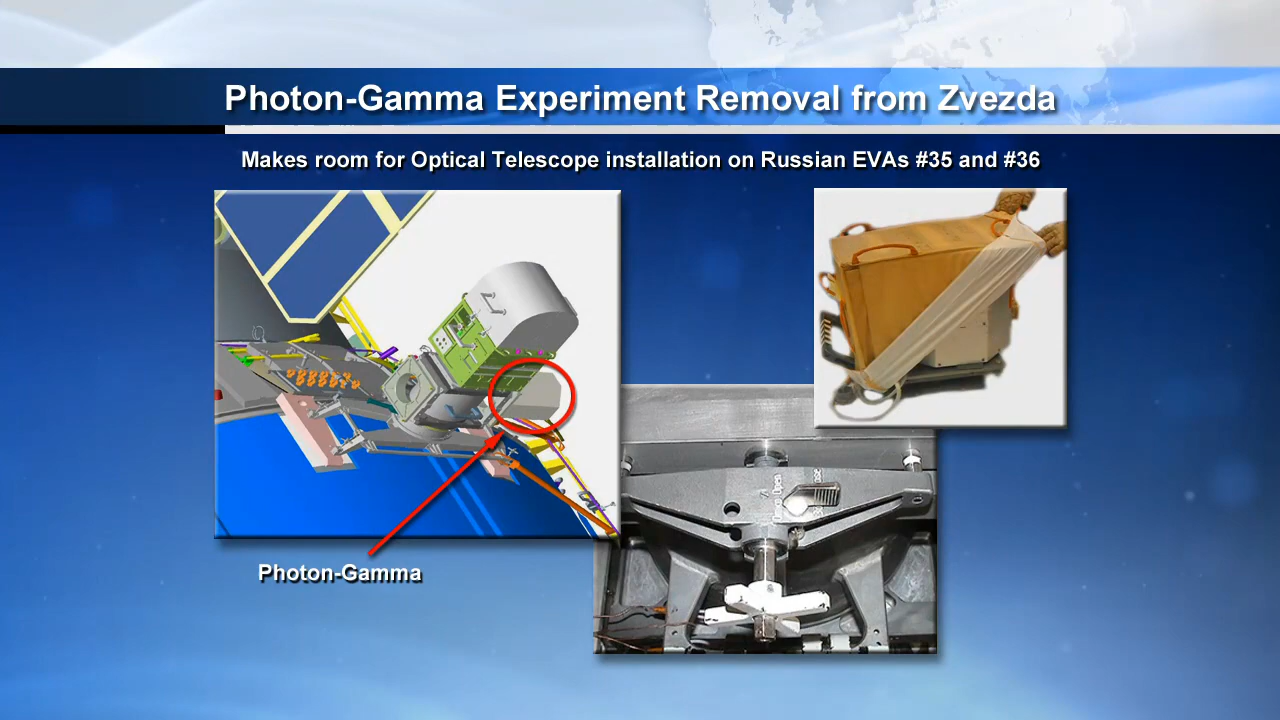 Photon-Gamma Experiment Removal from Zvezda
Makes room for Optical Telescope installation on Russian EVAs #35 and #36
Photon-Gamma
Open